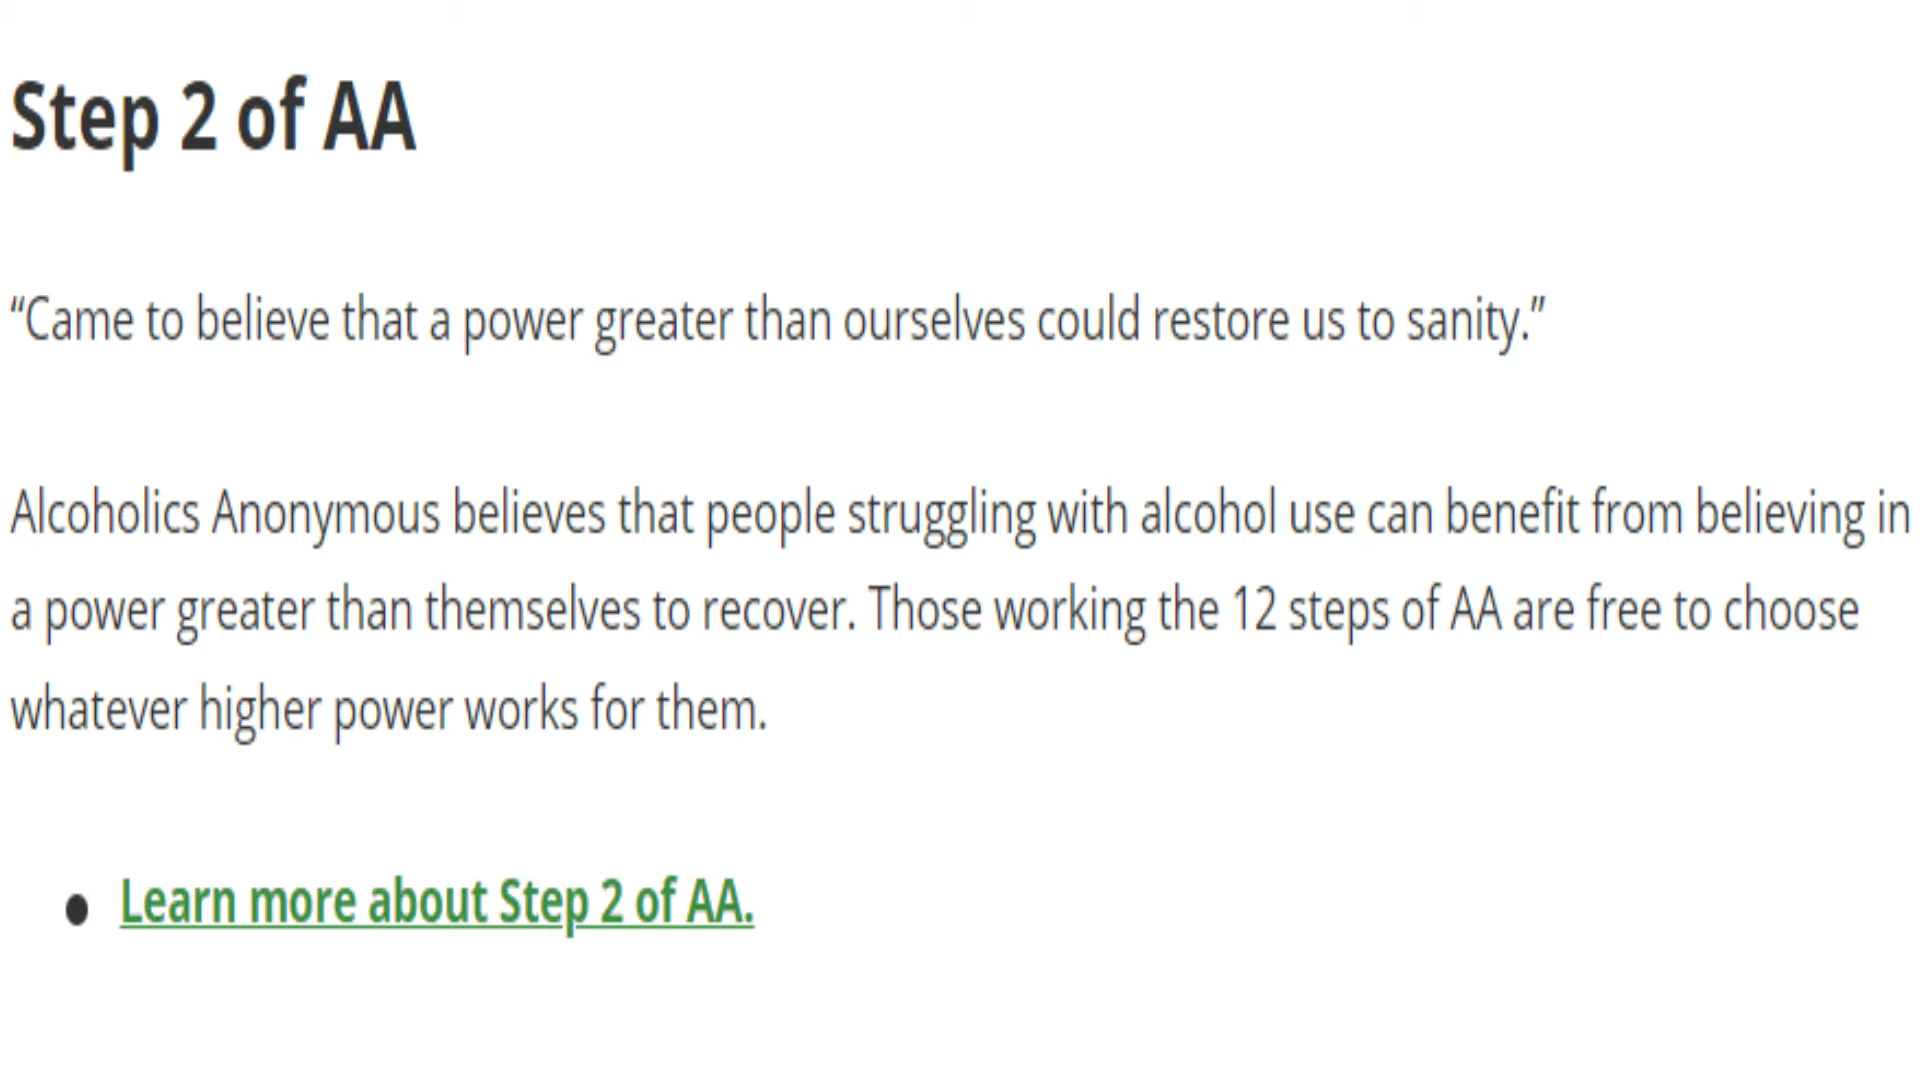 Step 2 of AA
“Came to believe that a power greater than ourselves could restore us to sanity.”
Alcoholics Anonymous believes that people struggling with alcohol use can benefit from believing in
a power greater than themselves to recover. Those working the 12 steps of AA are free to choose
whatever higher power works for them.
• Learn more about Step 2 of AA.